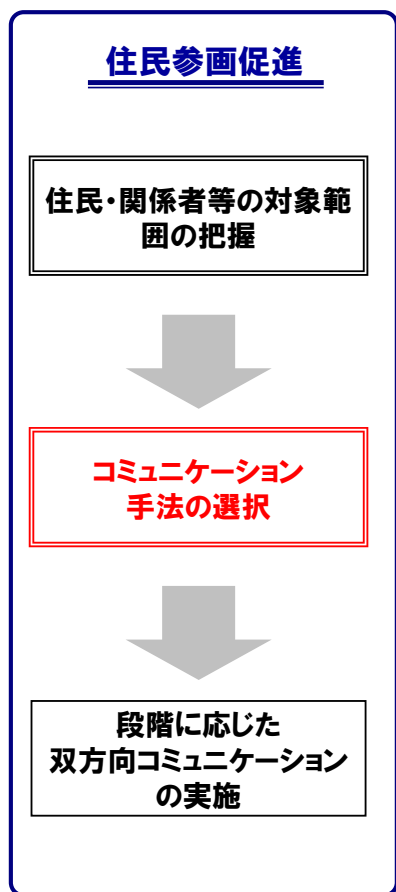 住民参画促進
住民・関係者等の対象範
囲の把握
コミュニケーション
手法の選択
段階に応じた
双方向コミュニケーション
の実施